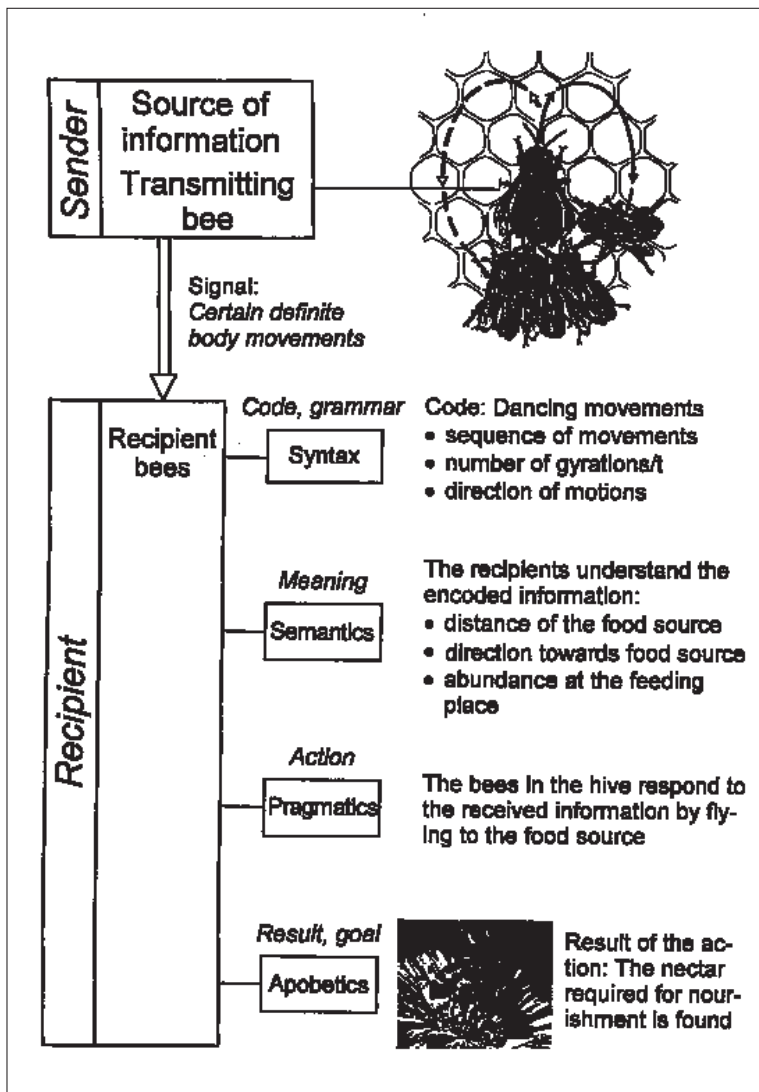 Sender
Source of
information
Transmitting
bee
Signal:
Certain definite
body movements
Recipient
Recipient
bees
Code, grammar
Syntax
Code: Dancing movements
• sequence of movements
• number of gyrations/t
• direction of motions
Meaning
Semantics
The recipients understand the
encoded information:
• distance of the food source
• direction towards food source
• abundance at the feeding
place
Action
Pragmatics
The bees in the hive respond to
the received information by fly-
ing to the food source
Result, goal
Apobetics
Result of the ac-
tion: The nectar
required for nour-
ishment is found